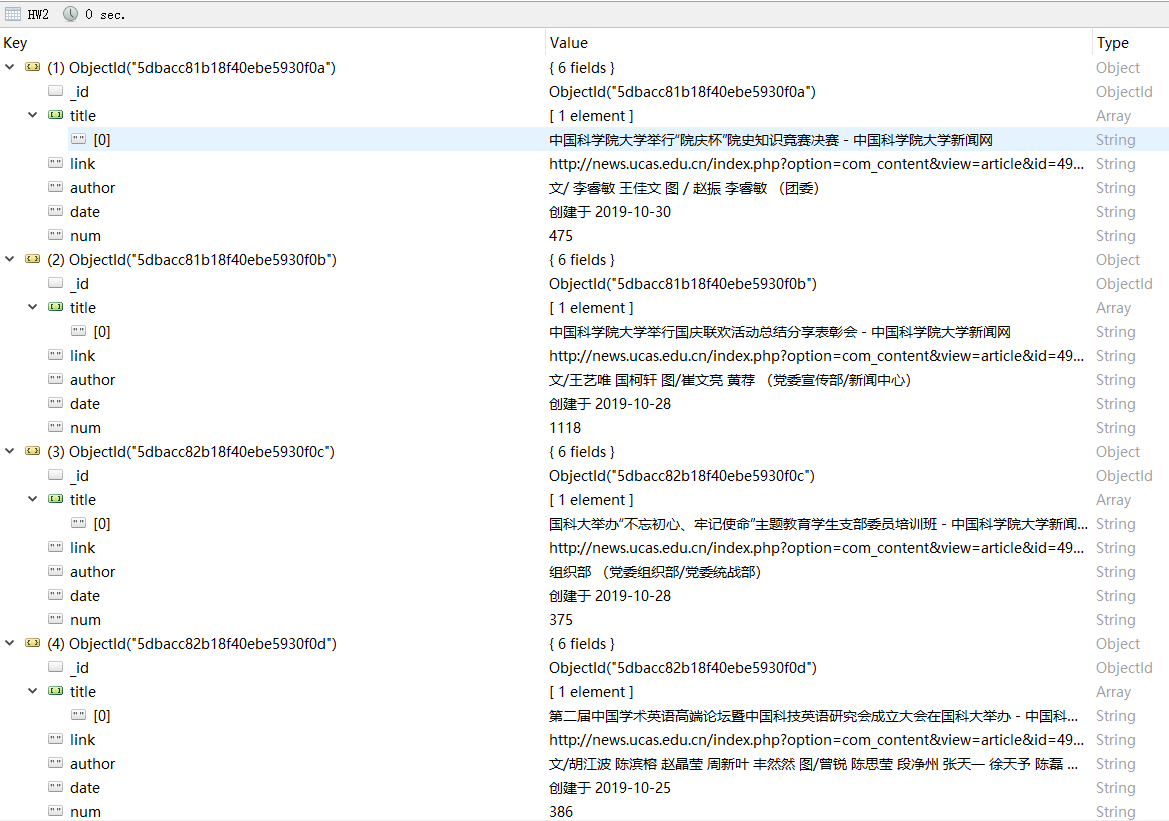 HW2 0 sec.
Key Value Type
(1) ObjectId("5dbacc81b18f40ebe5930f0a") { 6 fields } Object
_id ObjectId("5dbacc81b18f40ebe5930f0a") ObjectId
title [ 1 element ] Array
[0] 中国科学院大学举行“院庆杯”院史知识竞赛决赛 - 中国科学院大学新闻网 String
link http://news.ucas.edu.cn/index.php?option=com_content&view=article&id=49... String
author 文/ 李睿敏 王佳文 图 / 赵振 李睿敏 （团委） String
date 创建于 2019-10-30 String
num 475 String
(2) ObjectId("5dbacc81b18f40ebe5930f0b") { 6 fields } Object
_id ObjectId("5dbacc81b18f40ebe5930f0b") ObjectId
title [ 1 element ] Array
[0] 中国科学院大学举行国庆联欢活动总结分享表彰会 - 中国科学院大学新闻网 String
link http://news.ucas.edu.cn/index.php?option=com_content&view=article&id=49... String
author 文/王艺唯 国柯轩 图/崔文亮 黄荐 （党委宣传部/新闻中心） String
date 创建于 2019-10-28 String
num 1118 String
(3) ObjectId("5dbacc82b18f40ebe5930f0c") { 6 fields } Object
_id ObjectId("5dbacc82b18f40ebe5930f0c") ObjectId
title [ 1 element ] Array
[0] 国科大举办“不忘初心、牢记使命”主题教育学生支部委员培训班 - 中国科学院大学新闻... String
link http://news.ucas.edu.cn/index.php?option=com_content&view=article&id=49... String
author 组织部 （党委组织部/党委统战部） String
date 创建于 2019-10-28 String
num 375 String
(4) ObjectId("5dbacc82b18f40ebe5930f0d") { 6 fields } Object
_id ObjectId("5dbacc82b18f40ebe5930f0d") ObjectId
title [ 1 element ] Array
[0] 第二届中国学术英语高端论坛暨中国科技英语研究会成立大会在国科大举办 - 中国科... String
link http://news.ucas.edu.cn/index.php?option=com_content&view=article&id=49... String
author 文/胡江波 陈滨榕 赵晶莹 周新叶 丰然然 图/曾锐 陈思莹 段净州 张天一 徐天予 陈磊 ... String
date 创建于 2019-10-25 String
num 386 String